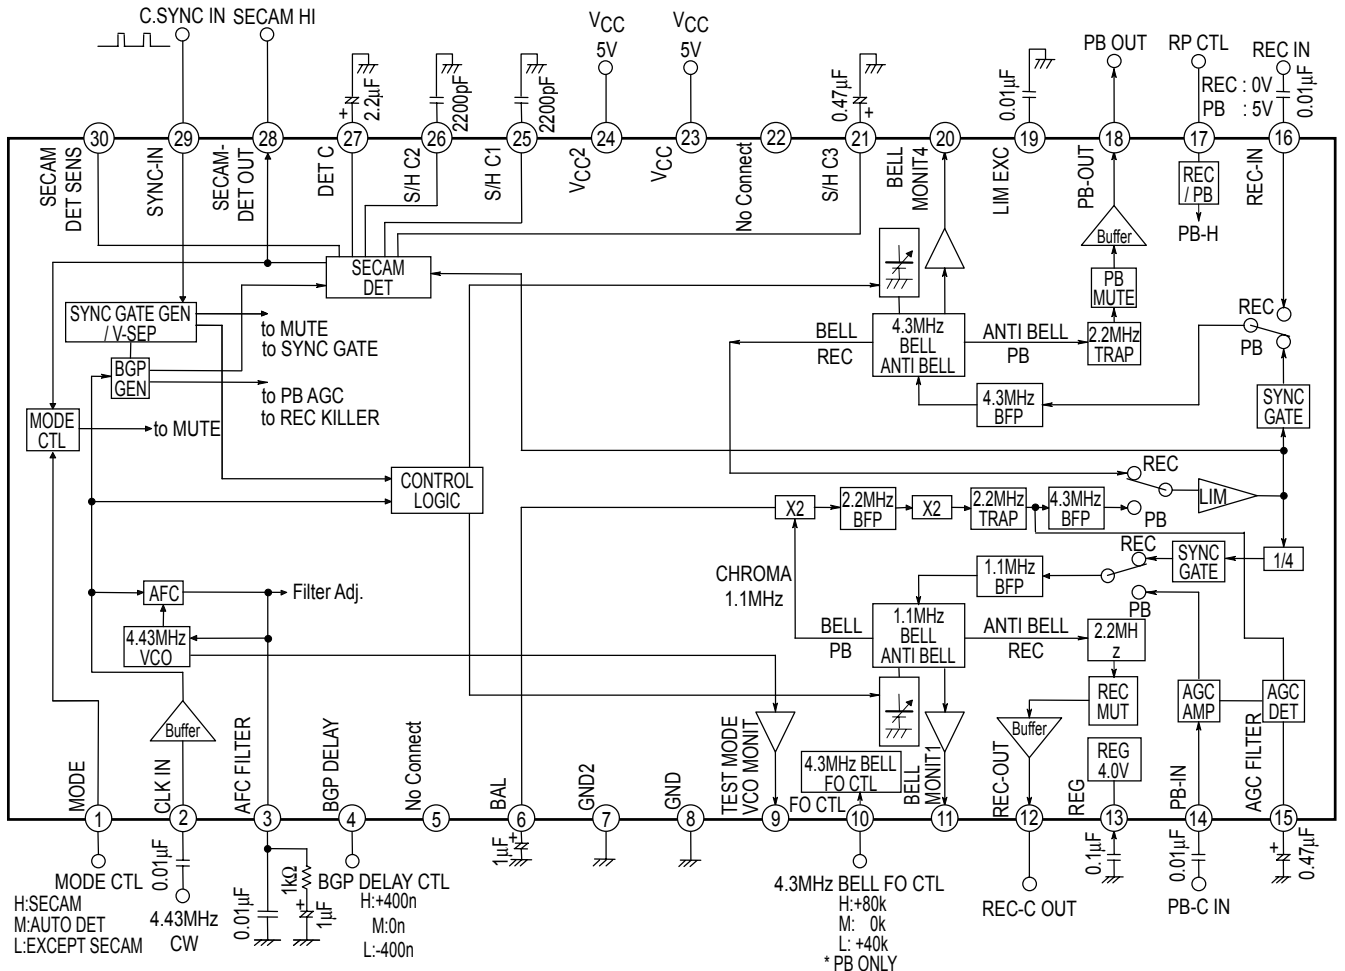 C.SYNC IN
SECAM HI
VCC
5V
VCC
5V
PB OUT
RP CTL
REC IN
REC : 0V
PB : 5V
2.2µF
2200pF
2200pF
0.47µF
0.01µF
0.01µF
+
+
30
29
28
27
26
25
24
23
22
21
20
19
18
17
16
SECAM
DET SENS
SYNC-IN
SECAM-
DET OUT
DET C
S/H C2
S/H C1
VCC2
VCC
No Connect
S/H C3
BELL
MONIT4
LIM EXC
PB-OUT
REC
/ PB
PB-H
REC-IN
Buffer
SECAM
DET
PB
MUTE
SYNC GATE GEN
/ V-SEP
to MUTE
to SYNC GATE
BELL
REC
4.3MHz
BELL
ANTI BELL
ANTI BELL
PB
2.2MHz
TRAP
REC
PB
BGP
GEN
to PB AGC
to REC KILLER
4.3MHz
BFP
SYNC
GATE
MODE
CTL
to MUTE
CONTROL
LOGIC
REC
LIM
X2
2.2MHz
BFP
X2
2.2MHz
TRAP
4.3MHz
BFP
PB
REC
SYNC
GATE
1/4
CHROMA
1.1MHz
1.1MHz
BFP
AFC
Filter Adj.
PB
4.43MHz
VCO
BELL
PB
1.1MHz
BELL
ANTI BELL
ANTI BELL
REC
2.2MH
z
REC
MUT
AGC
AMP
AGC
DET
Buffer
Buffer
4.3MHz BELL
FO CTL
REG
4.0V
MODE
CLK IN
AFC FILTER
BGP DELAY
No Connect
BAL
GND2
GND
TEST MODE
VCO MONIT
FO CTL
BELL
MONIT1
REC-OUT
REG
PB-IN
AGC FILTER
1
2
3
4
5
6
7
8
9
10
11
12
13
14
15
0.01µF
0.01µF
1kΩ
+
1µF
1µF
+
0.1µF
0.01µF
+
0.47µF
MODE CTL
H:SECAM
M:AUTO DET
L:EXCEPT SECAM
4.43MHz
CW
BGP DELAY CTL
H:+400n
M:0n
L:-400n
4.3MHz BELL FO CTL
H:+80k
M: 0k
L: +40k
* PB ONLY
REC-C OUT
PB-C IN